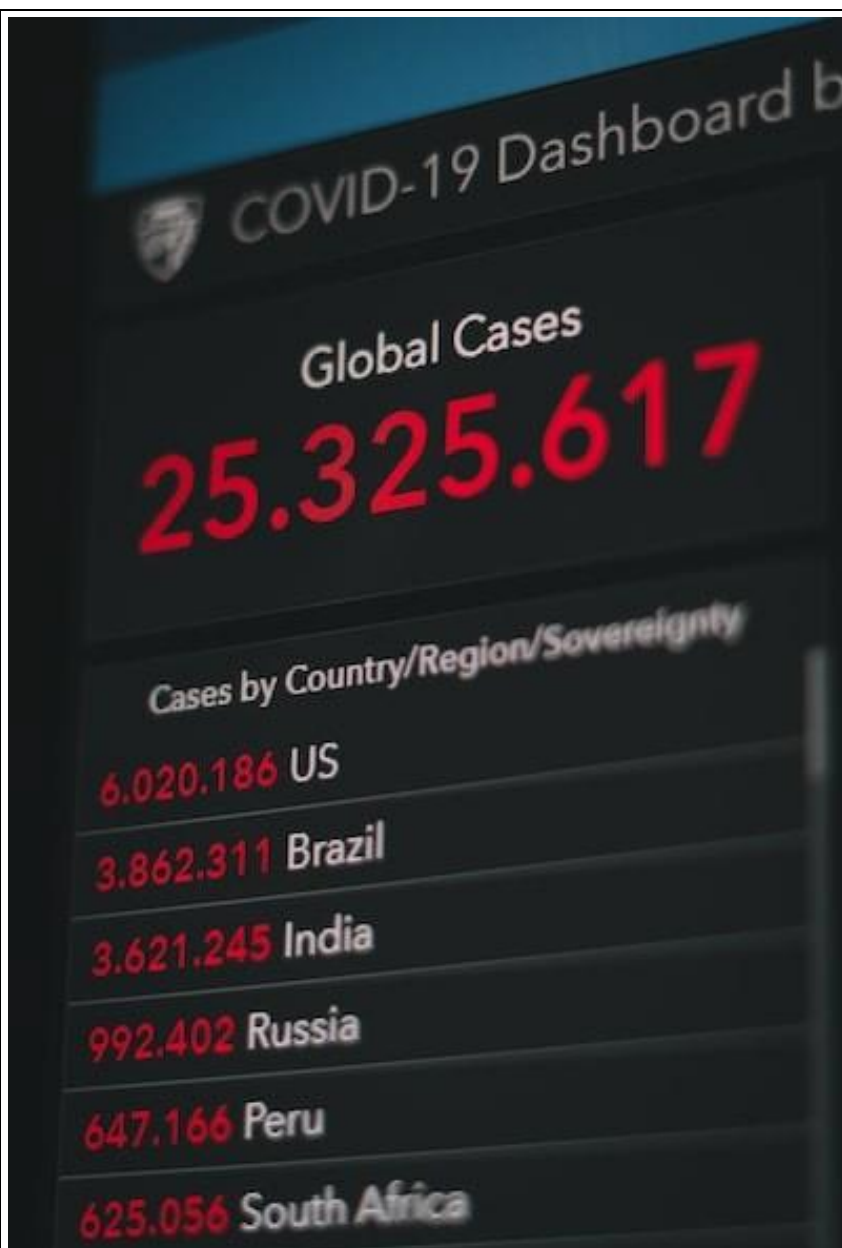 COVID-19 Dashboard b
Global Cases
25.325.617
Cases by Country/Region/Sovereignty
6.020.186 US
3.862.311 Brazil
3.621.245 India
992.402 Russia
647.166 Peru
625.056 South Africa